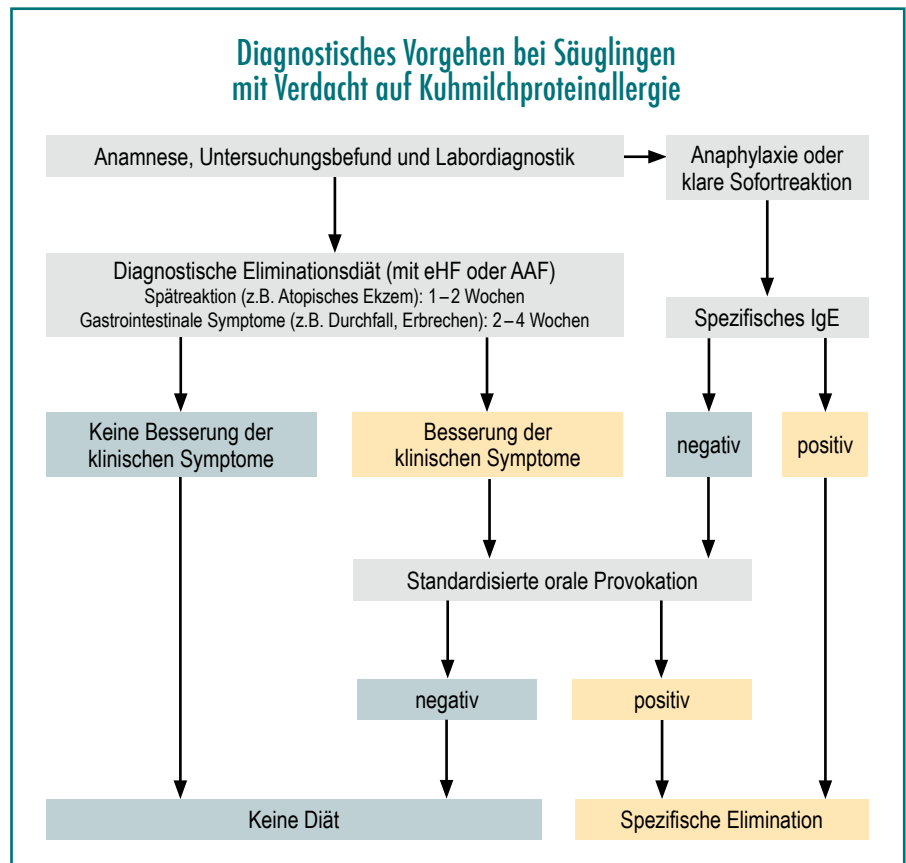 Diagnostisches Vorgehen bei Säuglingen
mit Verdacht auf Kuhmilchproteinallergie
Anamnese, Untersuchungsbefund und Labordiagnostik
Anaphylaxie oder
klare Sofortreaktion
Diagnostische Eliminationsdiät (mit eHF oder AAF)
Spätreaktion (z.B. Atopisches Ekzem): 1–2 Wochen
Gastrointestinale Symptome (z.B. Durchfall, Erbrechen): 2–4 Wochen
Spezifisches IgE
Keine Besserung der
klinischen Symptome
Besserung der
klinischen Symptome
negativ
positiv
Standardisierte orale Provokation
negativ
positiv
Keine Diät
Spezifische Elimination